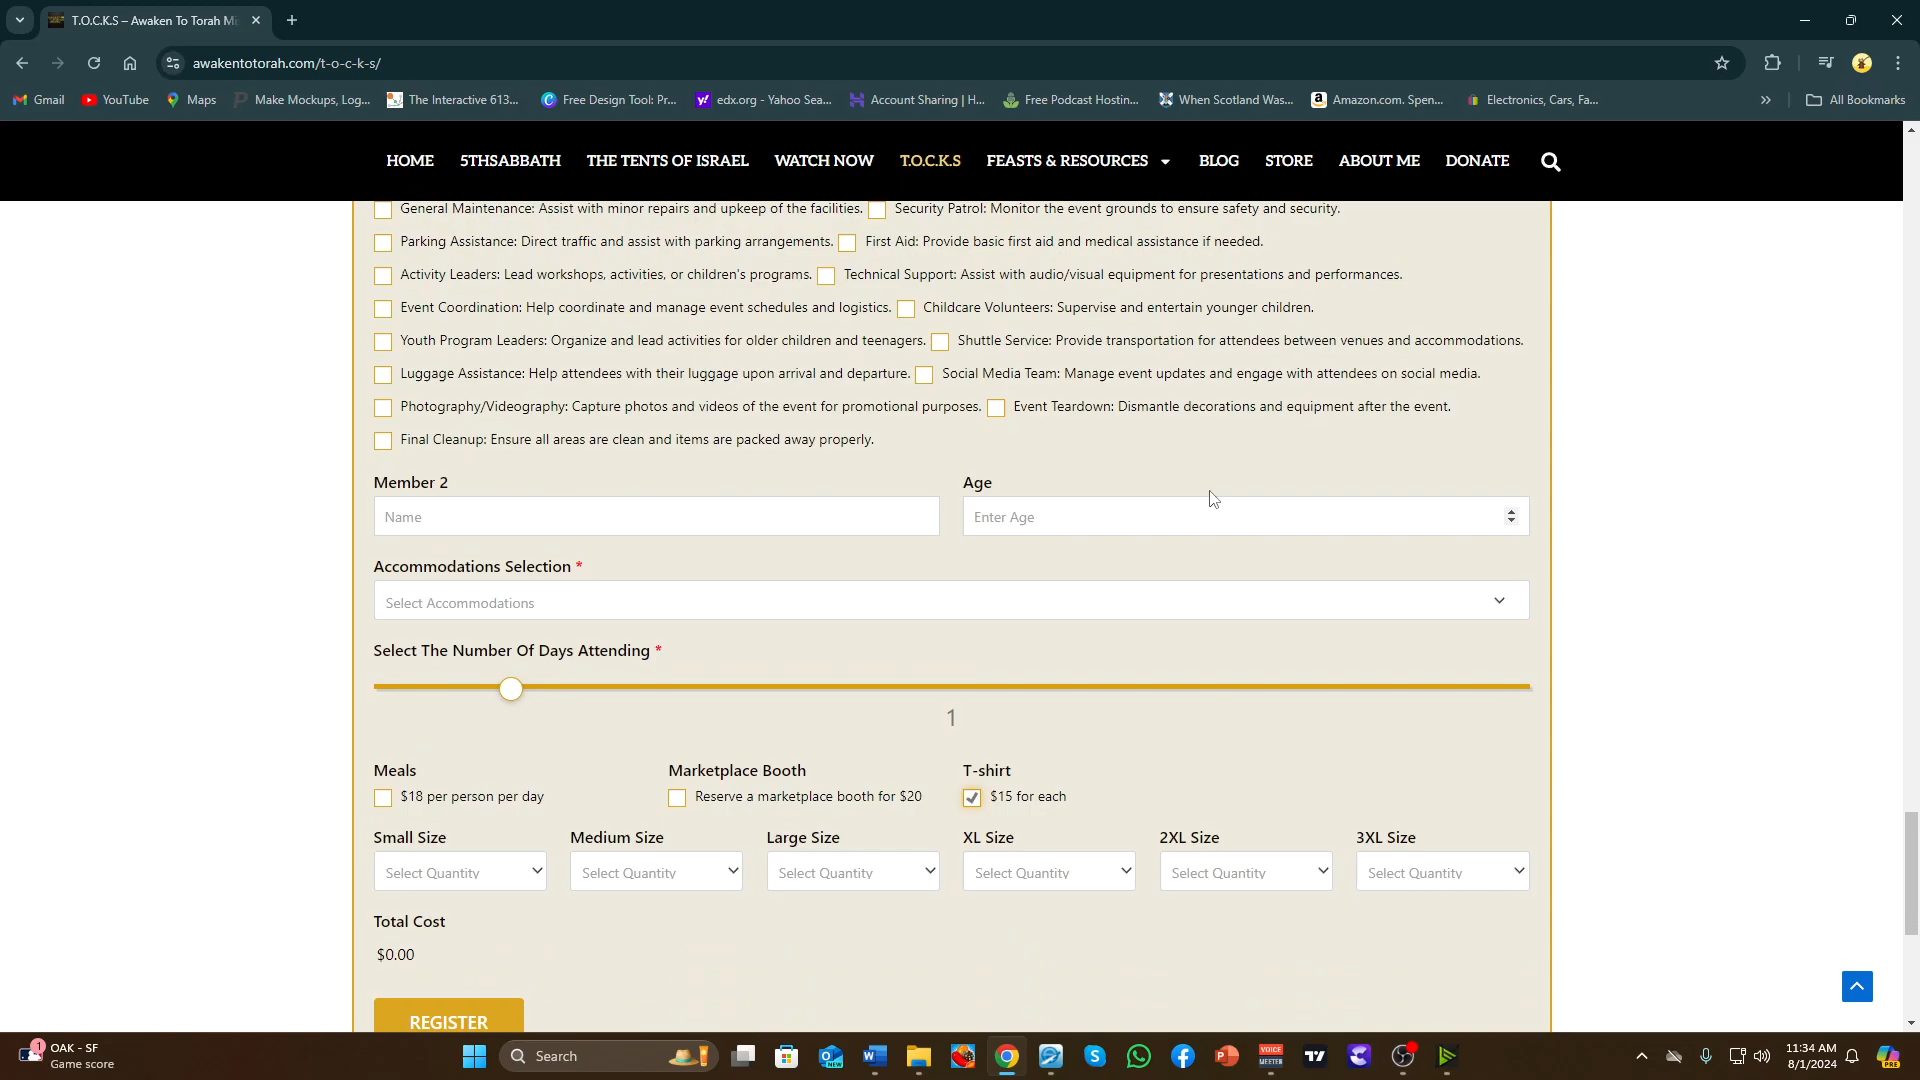 T.O.C.K.S – Awaken To Torah Mi
awakentotorah.com/t-o-c-k-s/
Gmail YouTube Maps Make Mockups, Log... The Interactive 613... Free Design Tool: Pr... edx.org - Yahoo Sea... Account Sharing | H... Free Podcast Hostin... When Scotland Was... Amazon.com. Spen... Electronics, Cars, Fa... » All Bookmarks
HOME 5THSABBATH THE TENTS OF ISRAEL WATCH NOW T.O.C.K.S FEASTS & RESOURCES BLOG STORE ABOUT ME DONATE
General Maintenance: Assist with minor repairs and upkeep of the facilities. Security Patrol: Monitor the event grounds to ensure safety and security.
Parking Assistance: Direct traffic and assist with parking arrangements. First Aid: Provide basic first aid and medical assistance if needed.
Activity Leaders: Lead workshops, activities, or children's programs. Technical Support: Assist with audio/visual equipment for presentations and performances.
Event Coordination: Help coordinate and manage event schedules and logistics. Childcare Volunteers: Supervise and entertain younger children.
Youth Program Leaders: Organize and lead activities for older children and teenagers. Shuttle Service: Provide transportation for attendees between venues and accommodations.
Luggage Assistance: Help attendees with their luggage upon arrival and departure. Social Media Team: Manage event updates and engage with attendees on social media.
Photography/Videography: Capture photos and videos of the event for promotional purposes. Event Teardown: Dismantle decorations and equipment after the event.
Final Cleanup: Ensure all areas are clean and items are packed away properly.
Member 2 Age
Name Enter Age
Accommodations Selection *
Select Accommodations
Select The Number Of Days Attending *
1
Meals Marketplace Booth T-shirt
$18 per person per day Reserve a marketplace booth for $20 $15 for each
Small Size Medium Size Large Size XL Size 2XL Size 3XL Size
Select Quantity Select Quantity Select Quantity Select Quantity Select Quantity Select Quantity
Total Cost
$0.00
REGISTER
1 OAK - SF
Game score
Search
VOICE MEETER
11:34 AM
8/1/2024
PRE